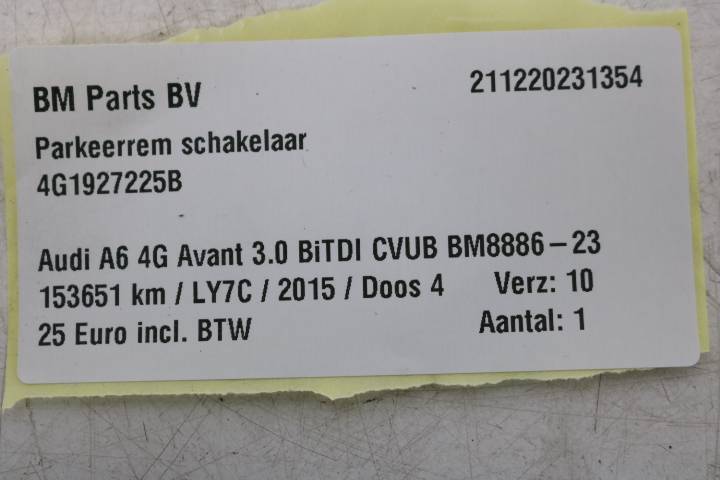 BM Parts BV 211220231354
Parkeerrem schakelaar
4G1927225B
Audi A6 4G Avant 3.0 BiTDI CVUB BM8886-23
153651 km / LY7C / 2015 / Doos 4 Verz: 10
25 Euro incl. BTW Aantal: 1